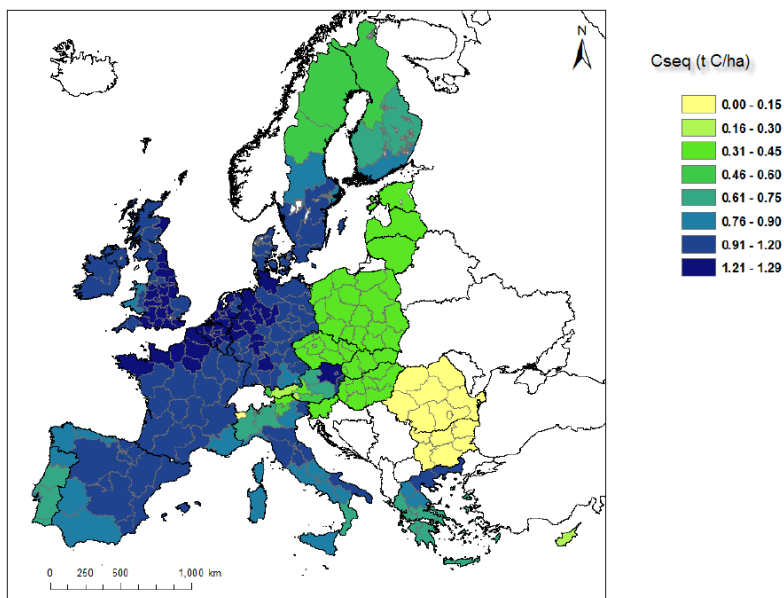 N
Cseq (t C/ha)
0.00 - 0.15
0.16 - 0.30
0.31 - 0.45
0.46 - 0.60
0.61 - 0.75
0.76 - 0.90
0.91 - 1.20
1.21 - 1.29
0 250 500 1,000 km